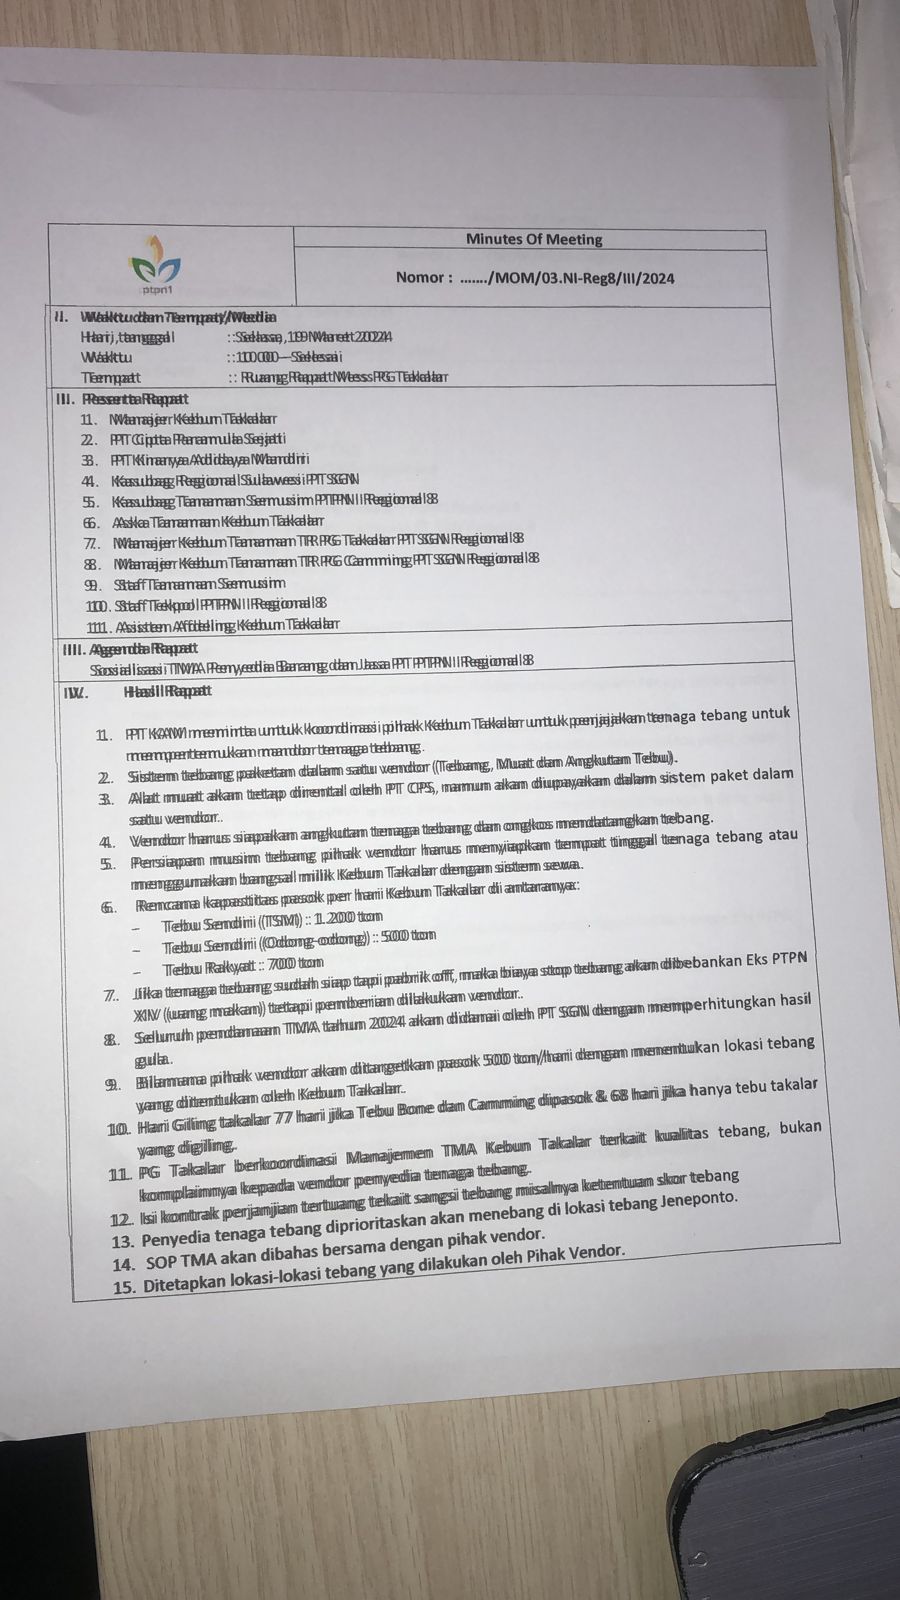 ptpn1
Minutes Of Meeting
Nomor : ......./MOM/03.NI-Reg8/III/2024
I. Waktu dan Tempat/Media
Hari, tanggal : Selasa, 19 Maret 2024
Waktu : 10.00 – Selesai
Tempat : Ruang Rapat Mess PG Takalar
II. Peserta Rapat
1. Manajer Kebun Takalar
2. PT Cipta Panamula Sejati
3. PT Kinarya Adidaya Mandiri
4. Kasubag Regional Sulawesi PT SGN
5. Kasubag Tanaman Semusim PTPN I Regional 8
6. Aska Tanaman Kebun Takalar
7. Manajer Kebun Tanaman TR PG Takalar PT SGN Regional 8
8. Manajer Kebun Tanaman TR PG Camming PT SGN Regional 8
9. Staff Tanaman Semusim
10. Staff Tekpol PTPN I Regional 8
11. Asisten Afdeling Kebun Takalar
III. Agenda Rapat
Sosialisasi TMA Penyedia Barang dan Jasa PT PTPN I Regional 8
IV. Hasil Rapat
1. PT KAM meminta untuk koordinasi pihak Kebun Takalar untuk penjajakan tenaga tebang untuk
mempertemukan mandor tenaga tebang.
2. Sistem tebang paketan dalam satu vendor (Tebang, Muat dan Angkutan Tebu).
3. Alat muat akan tetap dirental oleh PT CPS, namun akan diupayakan dalam sistem paket dalam
satu vendor.
4. Vendor harus siapakan angkutan tenaga tebang dan ongkos mendatangkan tebang.
5. Persiapan musim tebang pihak vendor harus menyiapkan tempat tinggal tenaga tebang atau
menggunakan bangsal milik Kebun Takalar dengan sistem sewa.
6. Rencana kapasitas pasok per hari Kebun Takalar di antaranya:
- Tebu Sendiri (TSM) : 1.200 ton
- Tebu Sendiri (Odong-odong) : 500 ton
- Tebu Rakyat : 700 ton
7. Jika tenaga tebang sudah siap tapi pabrik off, maka biaya stop tebang akan dibebankan Eks PTPN
XIV (uang makan) tetapi pemberian dilakukan vendor.
8. Seluruh pendanaan TMA tahun 2024 akan didanai oleh PT SGN dengan memperhitungkan hasil
gula.
9. Bilamana pihak vendor akan ditargetkan pasok 500 ton/hari dengan menentukan lokasi tebang
yang ditentukan oleh Kebun Takalar.
10. Hari Giling takalar 77 hari jika Tebu Bone dan Camming dipasok & 68 hari jika hanya tebu takalar
yang digiling.
11. PG Takalar berkoordinasi Manajemen TMA Kebun Takalar terkait kualitas tebang, bukan
komplainnya kepada vendor penyedia tenaga tebang.
12. Isi kontrak perjanjian tertuang tekait sangsi tebang misalnya ketentuan skor tebang
13. Penyedia tenaga tebang diprioritaskan akan menebang di lokasi tebang Jeneponto.
14. SOP TMA akan dibahas bersama dengan pihak vendor.
15. Ditetapkan lokasi-lokasi tebang yang dilakukan oleh Pihak Vendor.